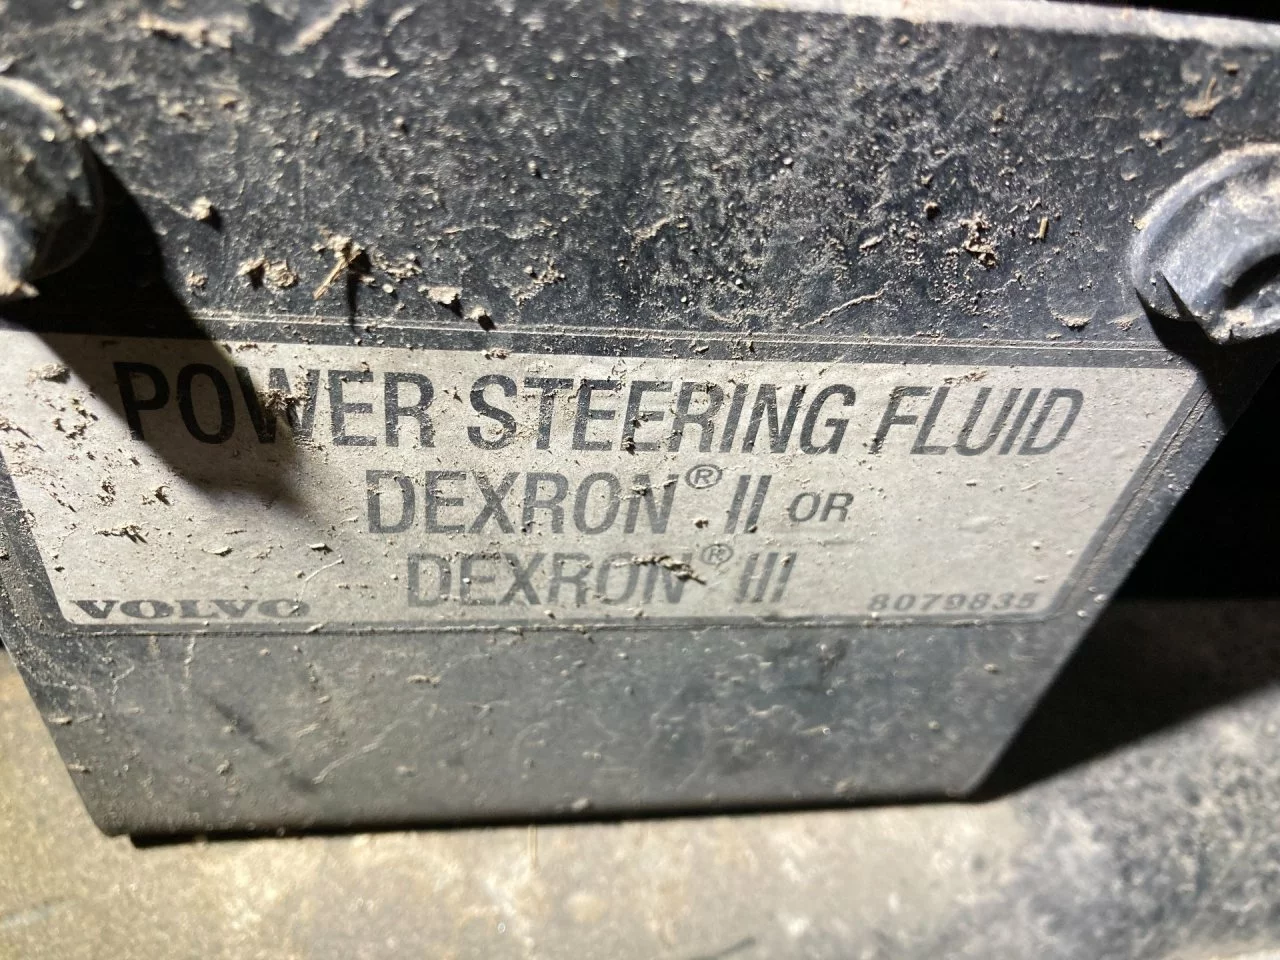 POWER STEERING FLUID
DEXRON® II OR
DEXRON® III
VOLVO 8079835